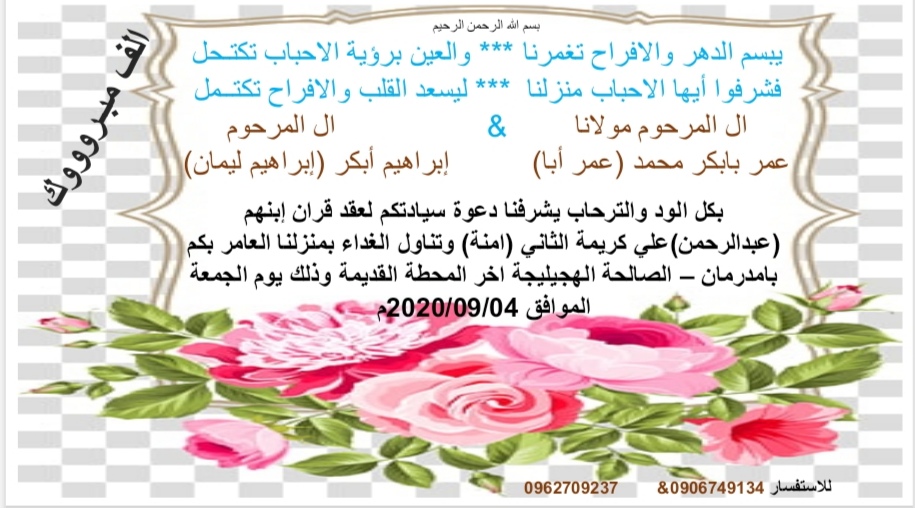 بسم الله الرحمن الرحيم
الف مبروووك
يبسم الدهر والافراح تغمرنا *** والعين برؤية الاحباب تكتـحل
فشرفوا أيها الاحباب منزلنا *** ليسعد القلب والافراح تكتــمل
ال المرحوم مولانا & ال المرحوم
عمر بابكر محمد (عمر أبا) إبراهيم أبكر (إبراهيم ليمان)
بكل الود والترحاب يشرفنا دعوة سيادتكم لعقد قران إبنهم
(عبدالرحمن)علي كريمة الثاني (امنة) وتناول الغداء بمنزلنا العامر بكم
بامدرمان – الصالحة الهجيليجة اخر المحطة القديمة وذلك يوم الجمعة
الموافق 2020/09/04م
للاستفسار 0906749134& 0962709237